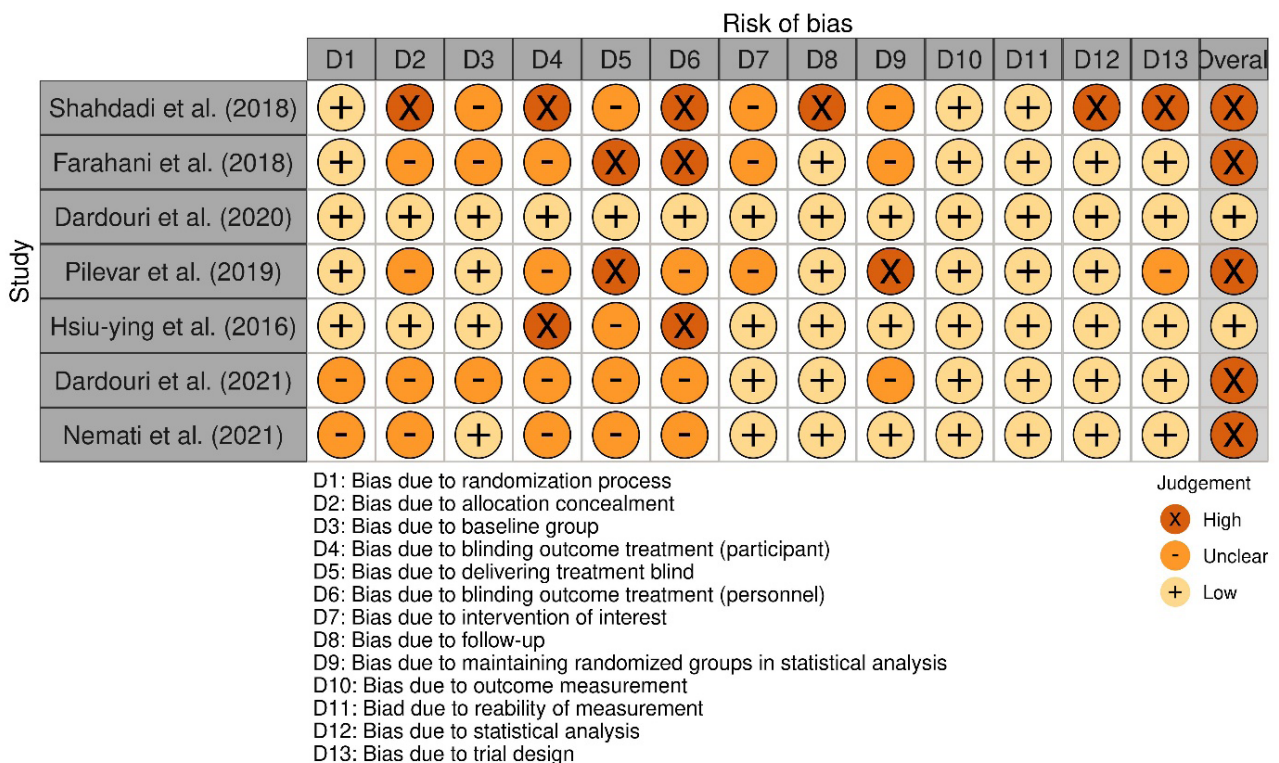 Risk of bias
D1 D2 D3 D4 D5 D6 D7 D8 D9 D10 D11 D12 D13 Overal
Study
Shahdadi et al. (2018) + X - X - X - X - + + X X X
Farahani et al. (2018) + - - - X X - + - + + + + X
Dardouri et al. (2020) + + + + + + + + + + + + + +
Pilevar et al. (2019) + - + - X - - + X + + + - X
Hsiu-ying et al. (2016) + + + X - X + + + + + + + +
Dardouri et al. (2021) - - - - - - + + - + + + + X
Nemati et al. (2021) - - + - - - + + + + + + + X
D1: Bias due to randomization process
D2: Bias due to allocation concealment
D3: Bias due to baseline group
D4: Bias due to blinding outcome treatment (participant)
D5: Bias due to delivering treatment blind
D6: Bias due to blinding outcome treatment (personnel)
D7: Bias due to intervention of interest
D8: Bias due to follow-up
D9: Bias due to maintaining randomized groups in statistical analysis
D10: Bias due to outcome measurement
D11: Biad due to reability of measurement
D12: Bias due to statistical analysis
D13: Bias due to trial design
Judgement
X High
- Unclear
+ Low